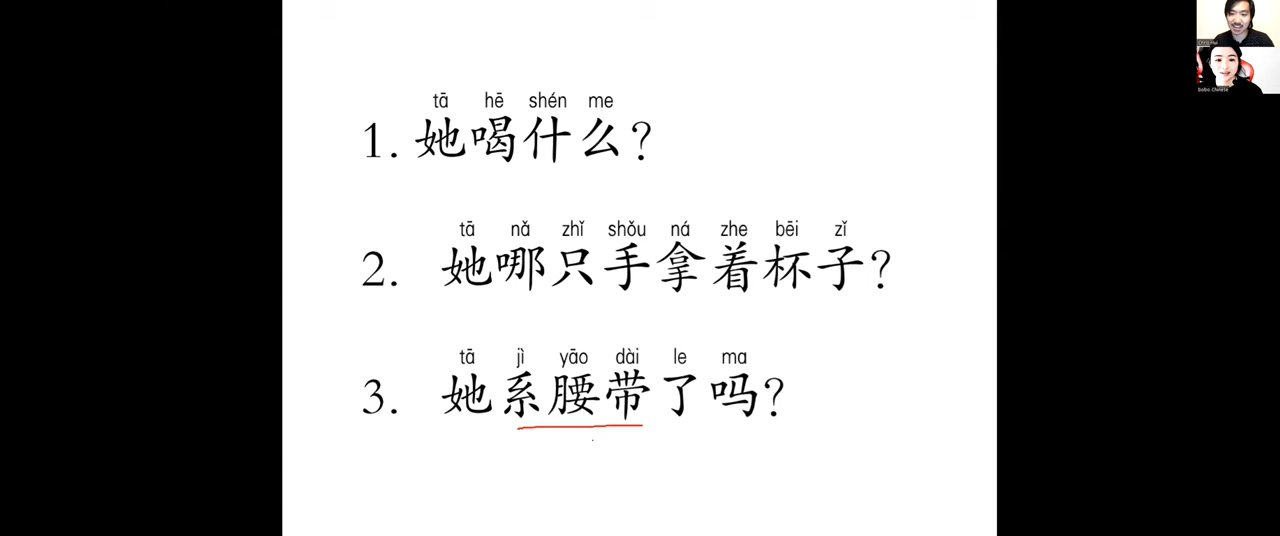 tā hē shén me
1. 她喝什么?
tā nǎ zhǐ shǒu ná zhe bēi zǐ
2. 她哪只手拿着杯子?
tā jì yāo dài le ma
3. 她系腰带了吗?
Bobo Chinese